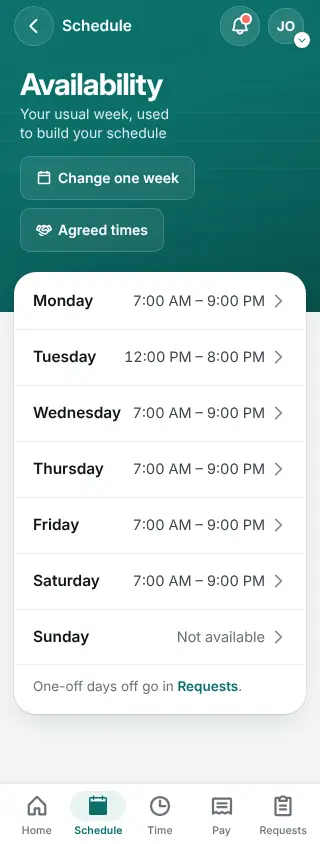 Schedule
JO
Availability
Your usual week, used
to build your schedule
Change one week
Agreed times
Monday 7:00 AM – 9:00 PM
Tuesday 12:00 PM – 8:00 PM
Wednesday 7:00 AM – 9:00 PM
Thursday 7:00 AM – 9:00 PM
Friday 7:00 AM – 9:00 PM
Saturday 7:00 AM – 9:00 PM
Sunday Not available
One-off days off go in Requests.
Home Schedule Time Pay Requests